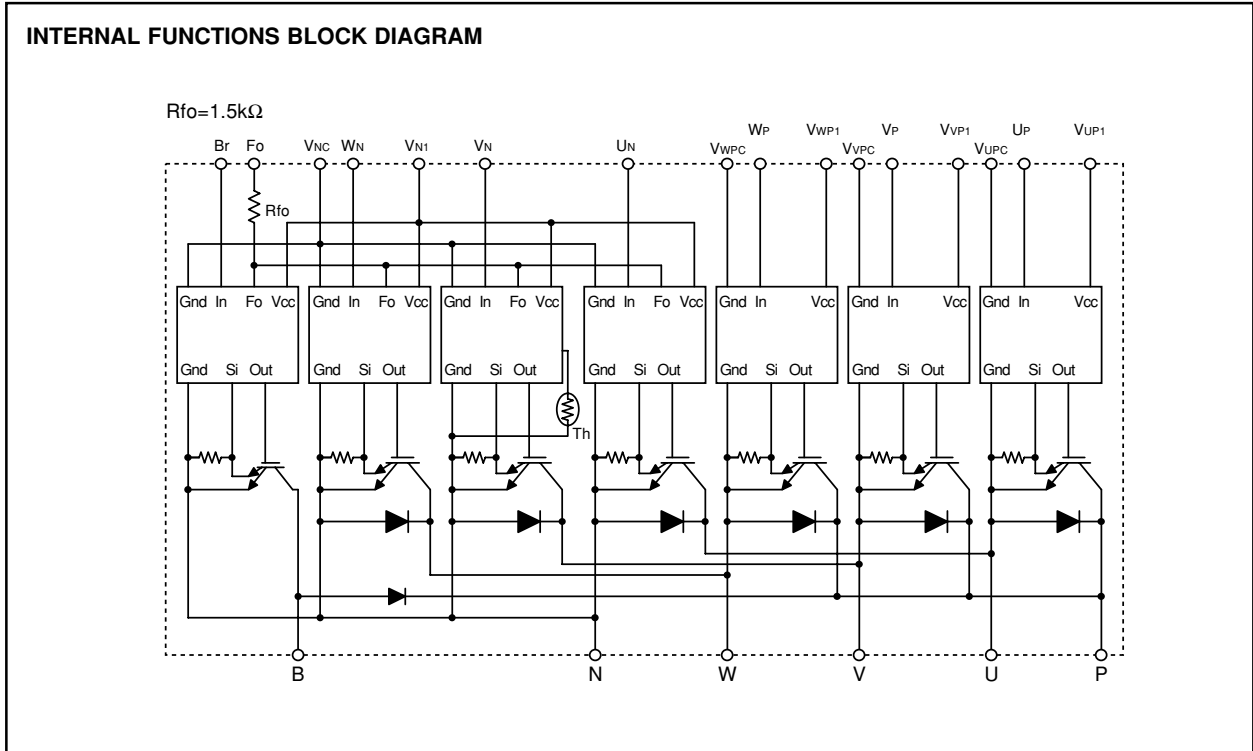 INTERNAL FUNCTIONS BLOCK DIAGRAM
Rfo=1.5kΩ
WP VWP1 VP VVP1 UP VUP1
Br Fo VNC WN VN1 VN UN VWPC VVPC VUPC
Rfo
Gnd In Fo Vcc Gnd In Fo Vcc Gnd In Fo Vcc Gnd In Fo Vcc Gnd In Vcc Gnd In Vcc Gnd In Vcc
Gnd Si Out Gnd Si Out Gnd Si Out Gnd Si Out Gnd Si Out Gnd Si Out Gnd Si Out
Th
B N W V U P